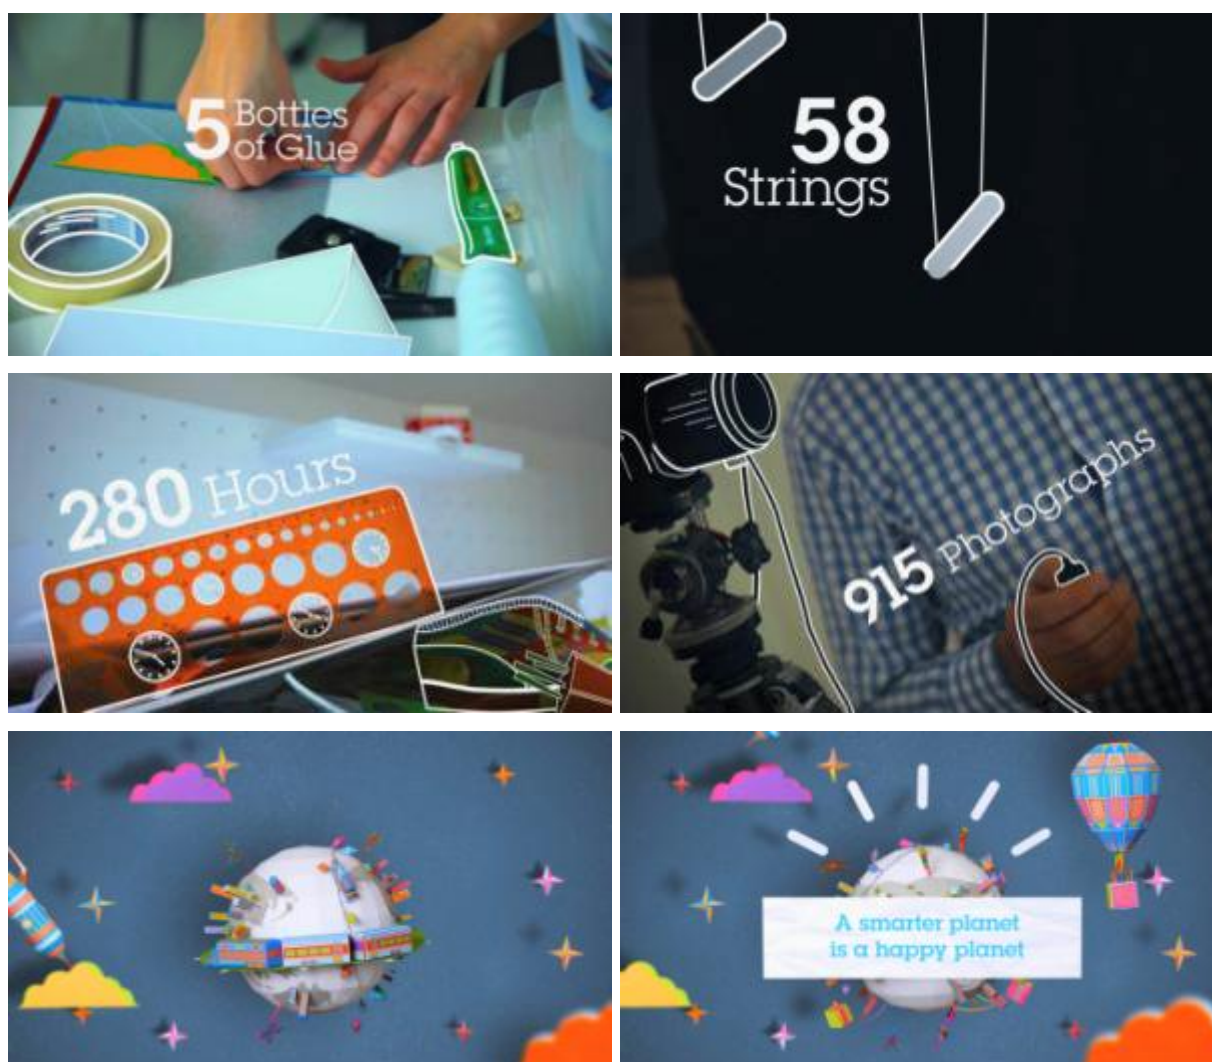 5 Bottles
of Glue
58
Strings
280 Hours
915 Photographs
A smarter planet
is a happy planet